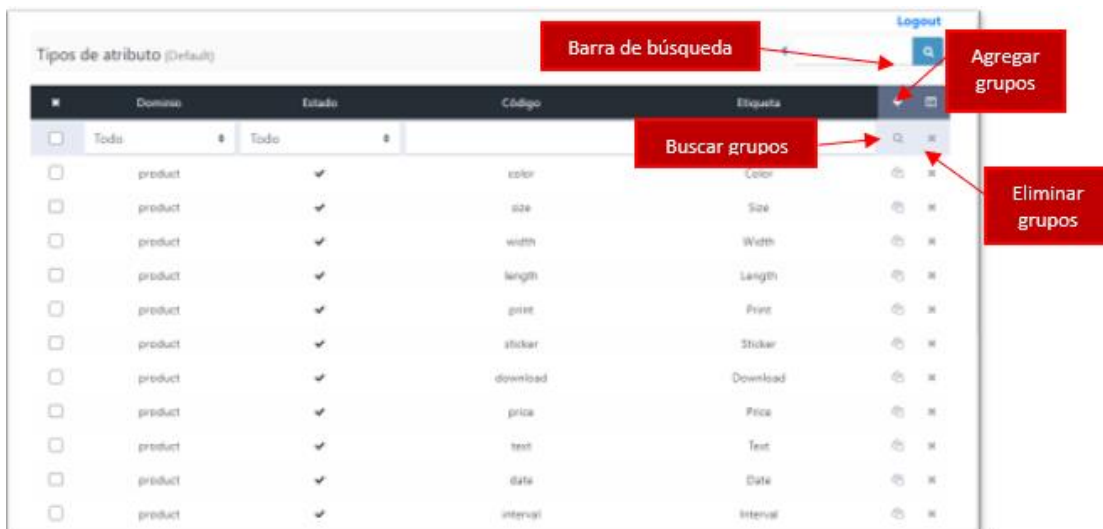 Logout
Tipos de atributo (Default)
Barra de búsqueda
Agregar
grupos
Dominio Estado Código Etiqueta
Todo Todo
Buscar grupos
product color Color
Eliminar
grupos
product size Size
product width Width
product length Length
product print Print
product sticker Sticker
product download Download
product price Price
product text Text
product date Date
product interval Interval